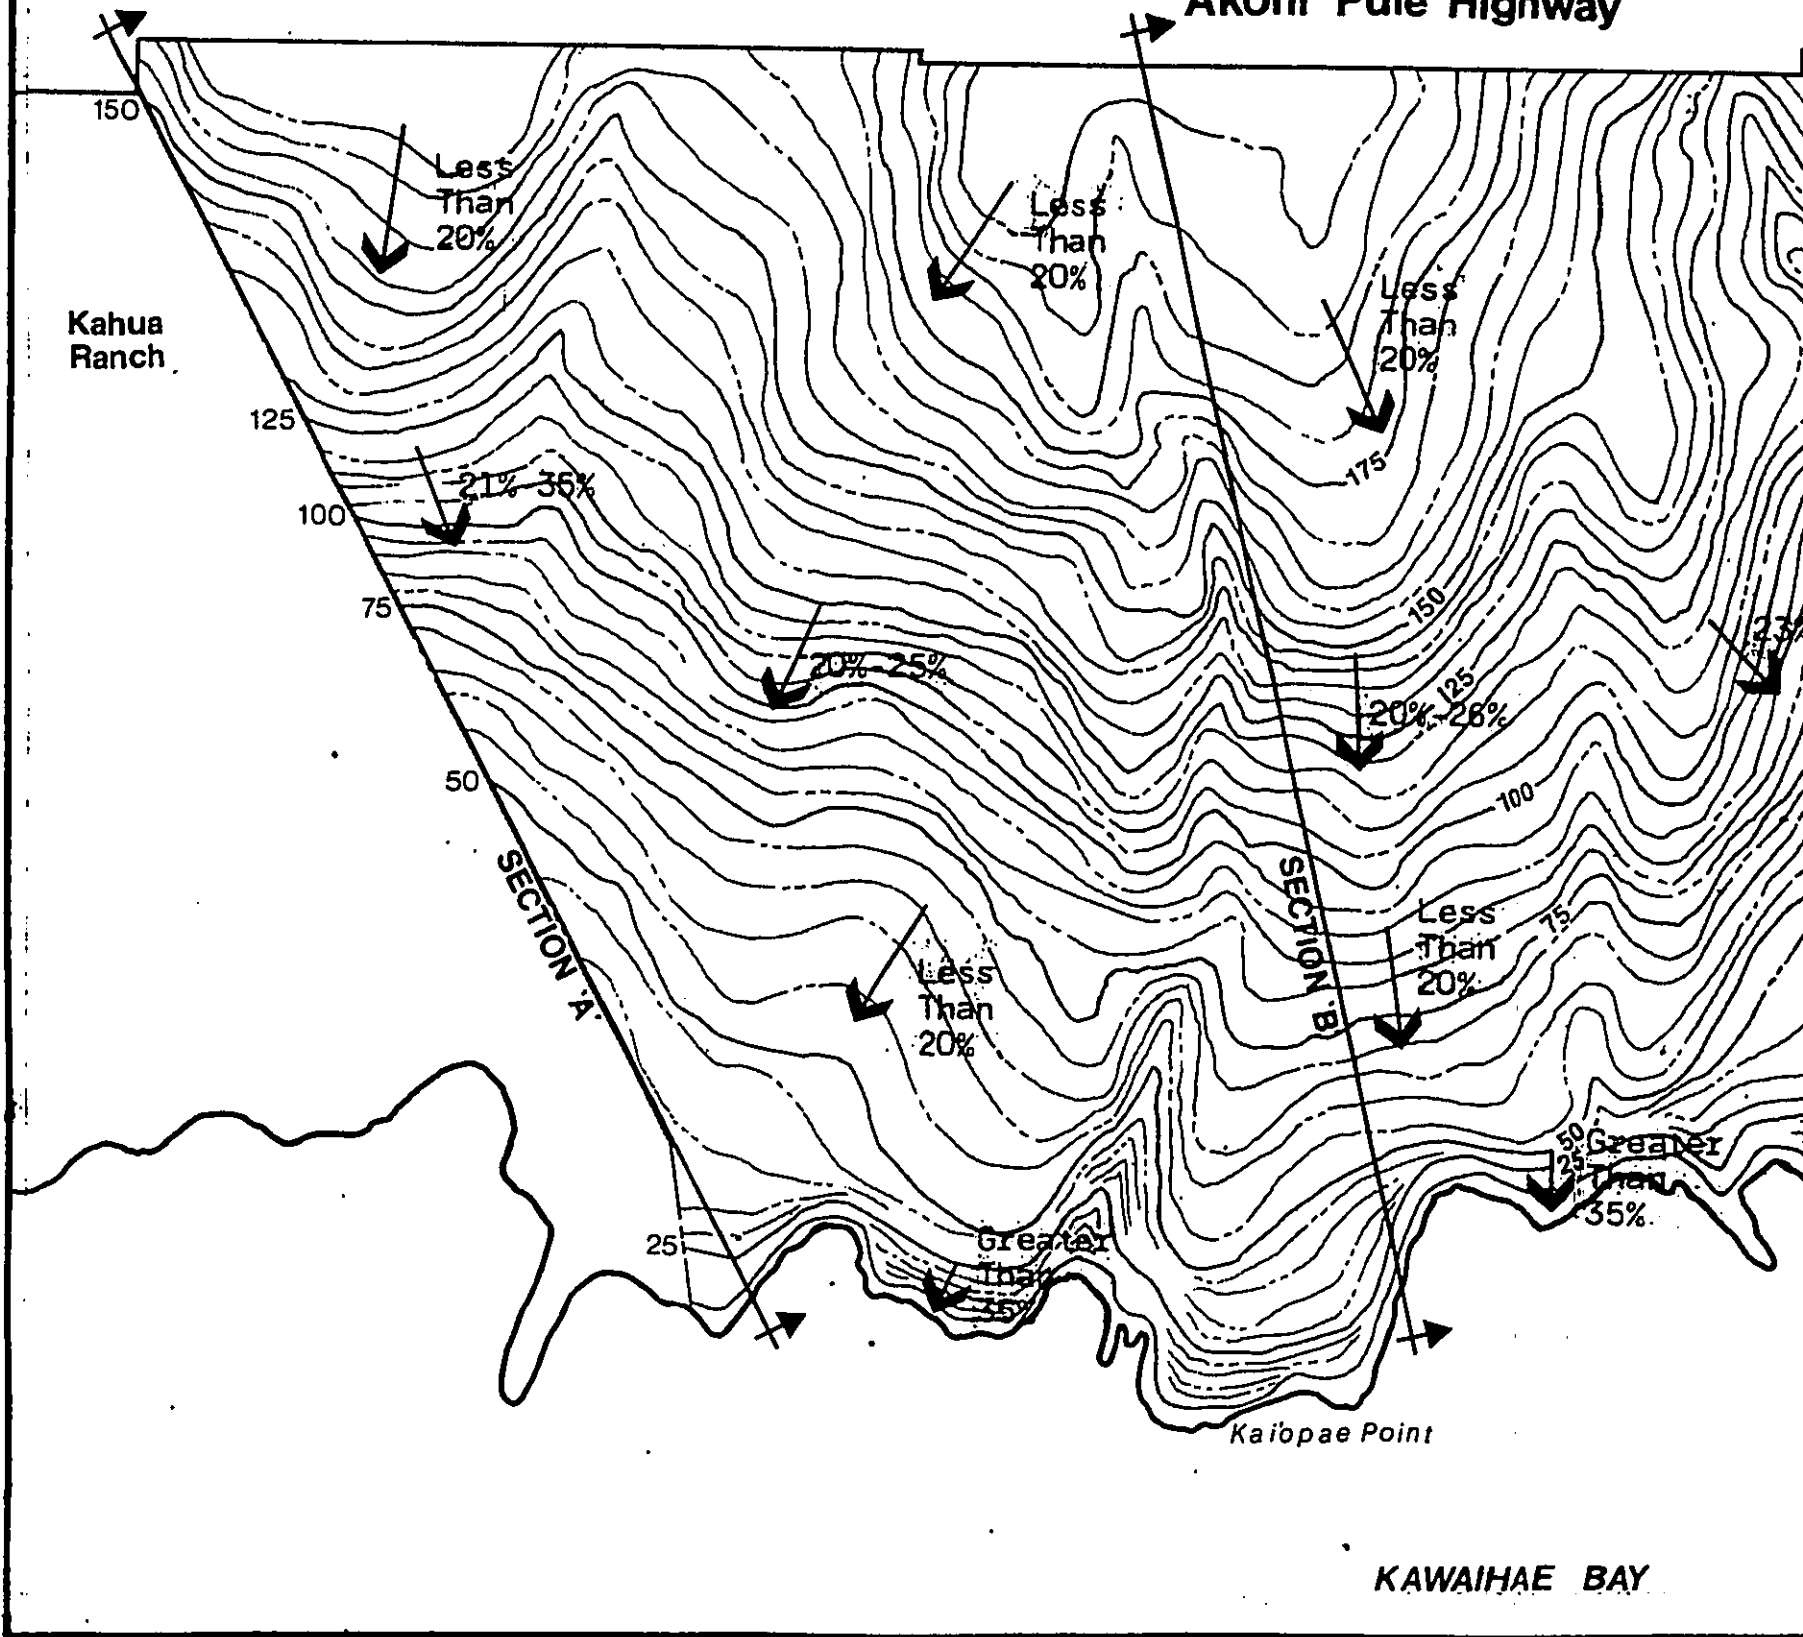 Akoni Pule Highway
150
Less
Than
20%
Less
Than
20%
Less
Than
20%
Kahua
Ranch
125
175
21%-35%
100
75
150
20%-25%
125
20%-26%
50
100
SECTION 'A'
SECTION 'B'
Less
Than
20%
75
Less
Than
20%
50
25
Greater
Than
35%
25
Greater
Than
35%
Kaiopae Point
KAWAIHAE BAY